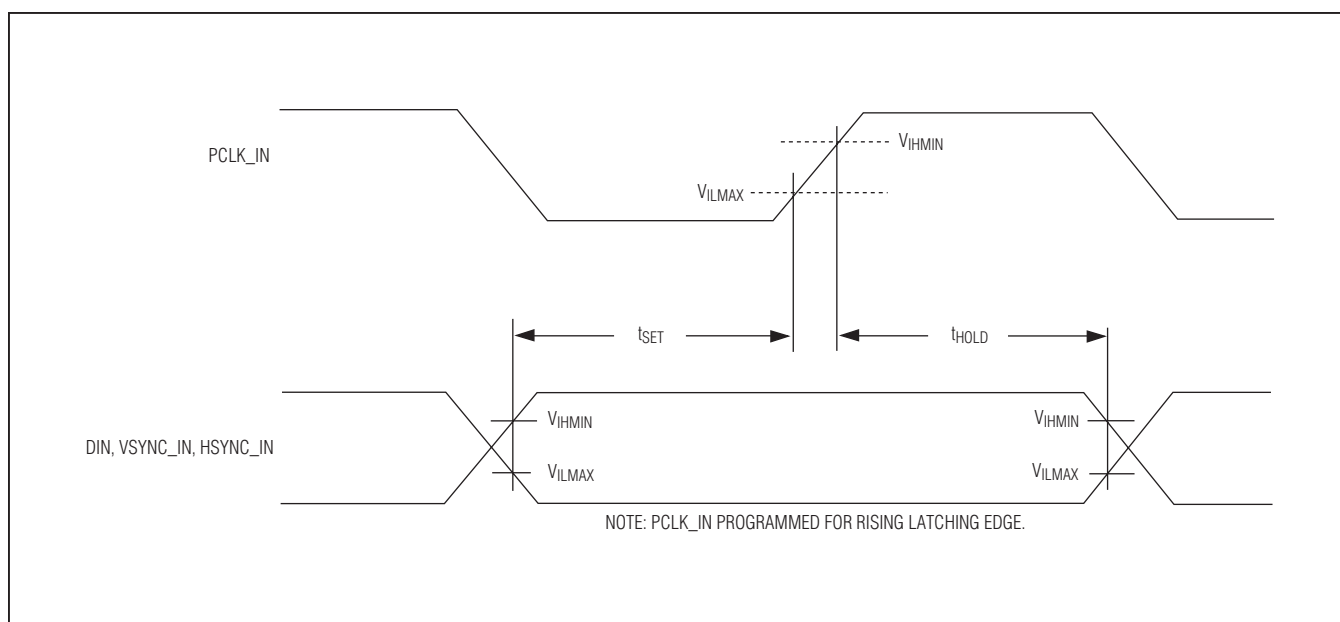 PCLK_IN
VIHMIN
VILMAX
tSET
tHOLD
DIN, VSYNC_IN, HSYNC_IN
VIHMIN
VIHMIN
VILMAX
VILMAX
NOTE: PCLK_IN PROGRAMMED FOR RISING LATCHING EDGE.